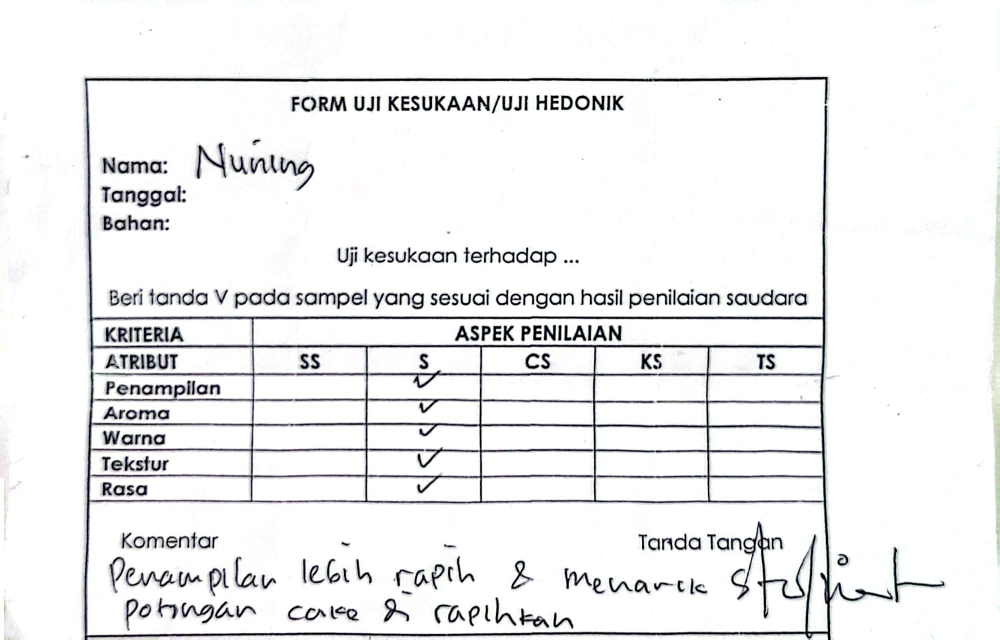 FORM UJI KESUKAAN/UJI HEDONIK
Nama: Nuning
Tanggal:
Bahan:
Uji kesukaan terhadap ...
Beri tanda V pada sampel yang sesuai dengan hasil penilaian saudara
KRITERIA ASPEK PENILAIAN
ATRIBUT SS S CS KS TS
Penampilan ✓
Aroma ✓
Warna ✓
Tekstur ✓
Rasa ✓
Komentar Tanda Tangan
Penampilan lebih rapih & menarik
potongan cake di rapihkan